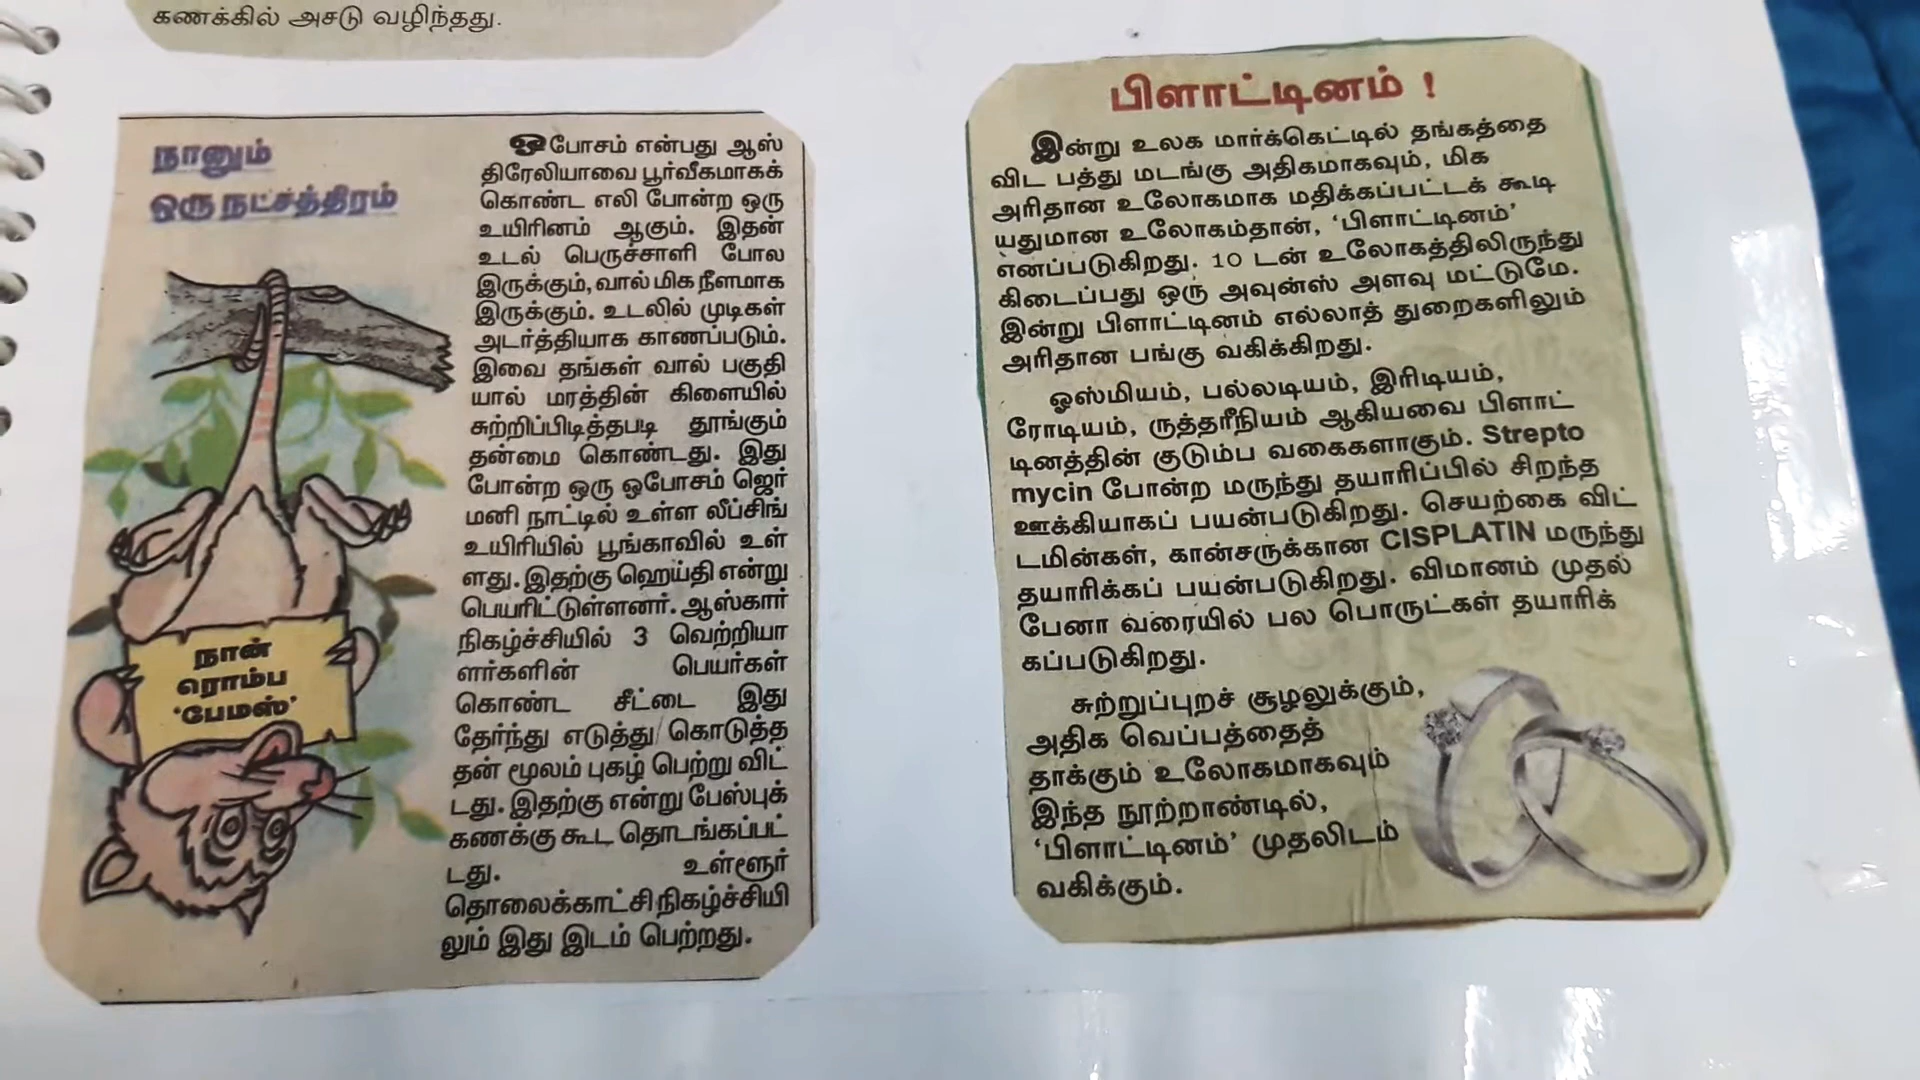 கணக்கில் அசடு வழிந்தது.
நானும்
ஒரு நட்சத்திரம்
ஒபோசம் என்பது ஆஸ்
திரேலியாவை பூர்வீகமாகக்
கொண்ட எலி போன்ற ஒரு
உயிரினம் ஆகும். இதன்
உடல் பெருச்சாளி போல
இருக்கும், வால் மிக நீளமாக
இருக்கும். உடலில் முடிகள்
அடர்த்தியாக காணப்படும்.
இவை தங்கள் வால் பகுதி
யால் மரத்தின் கிளையில்
சுற்றிப்பிடித்தபடி தூங்கும்
தன்மை கொண்டது. இது
போன்ற ஒரு ஒபோசம் ஜெர்
மனி நாட்டில் உள்ள லீப்சிங்
உயிரியில் பூங்காவில் உள்
ளது. இதற்கு ஹெய்தி என்று
பெயரிட்டுள்ளனர். ஆஸ்கார்
நிகழ்ச்சியில் 3 வெற்றியா
ளர்களின் பெயர்கள்
கொண்ட சீட்டை இது
தேர்ந்து எடுத்து கொடுத்த
தன் மூலம் புகழ் பெற்று விட்
டது. இதற்கு என்று பேஸ்புக்
கணக்கு கூட தொடங்கப்பட்
டது. உள்ளூர்
தொலைக்காட்சி நிகழ்ச்சியி
லும் இது இடம் பெற்றது.
நான்
ரொம்ப
'பேமஸ்'
பிளாட்டினம் !
இன்று உலக மார்க்கெட்டில் தங்கத்தை
விட பத்து மடங்கு அதிகமாகவும், மிக
அரிதான உலோகமாக மதிக்கப்பட்டக் கூடி
யதுமான உலோகம்தான், 'பிளாட்டினம்'
எனப்படுகிறது. 10 டன் உலோகத்திலிருந்து
கிடைப்பது ஒரு அவுன்ஸ் அளவு மட்டுமே.
இன்று பிளாட்டினம் எல்லாத் துறைகளிலும்
அரிதான பங்கு வகிக்கிறது.
ஓஸ்மியம், பல்லடியம், இரிடியம்,
ரோடியம், ருத்தரீநியம் ஆகியவை பிளாட்
டினத்தின் குடும்ப வகைகளாகும். Strepto
mycin போன்ற மருந்து தயாரிப்பில் சிறந்த
ஊக்கியாகப் பயன்படுகிறது. செயற்கை விட்
டமின்கள், கான்சருக்கான CISPLATIN மருந்து
தயாரிக்கப் பயன்படுகிறது. விமானம் முதல்
பேனா வரையில் பல பொருட்கள் தயாரிக்
கப்படுகிறது.
சுற்றுப்புறச் சூழலுக்கும்,
அதிக வெப்பத்தைத்
தாக்கும் உலோகமாகவும்
இந்த நூற்றாண்டில்,
'பிளாட்டினம்' முதலிடம்
வகிக்கும்.